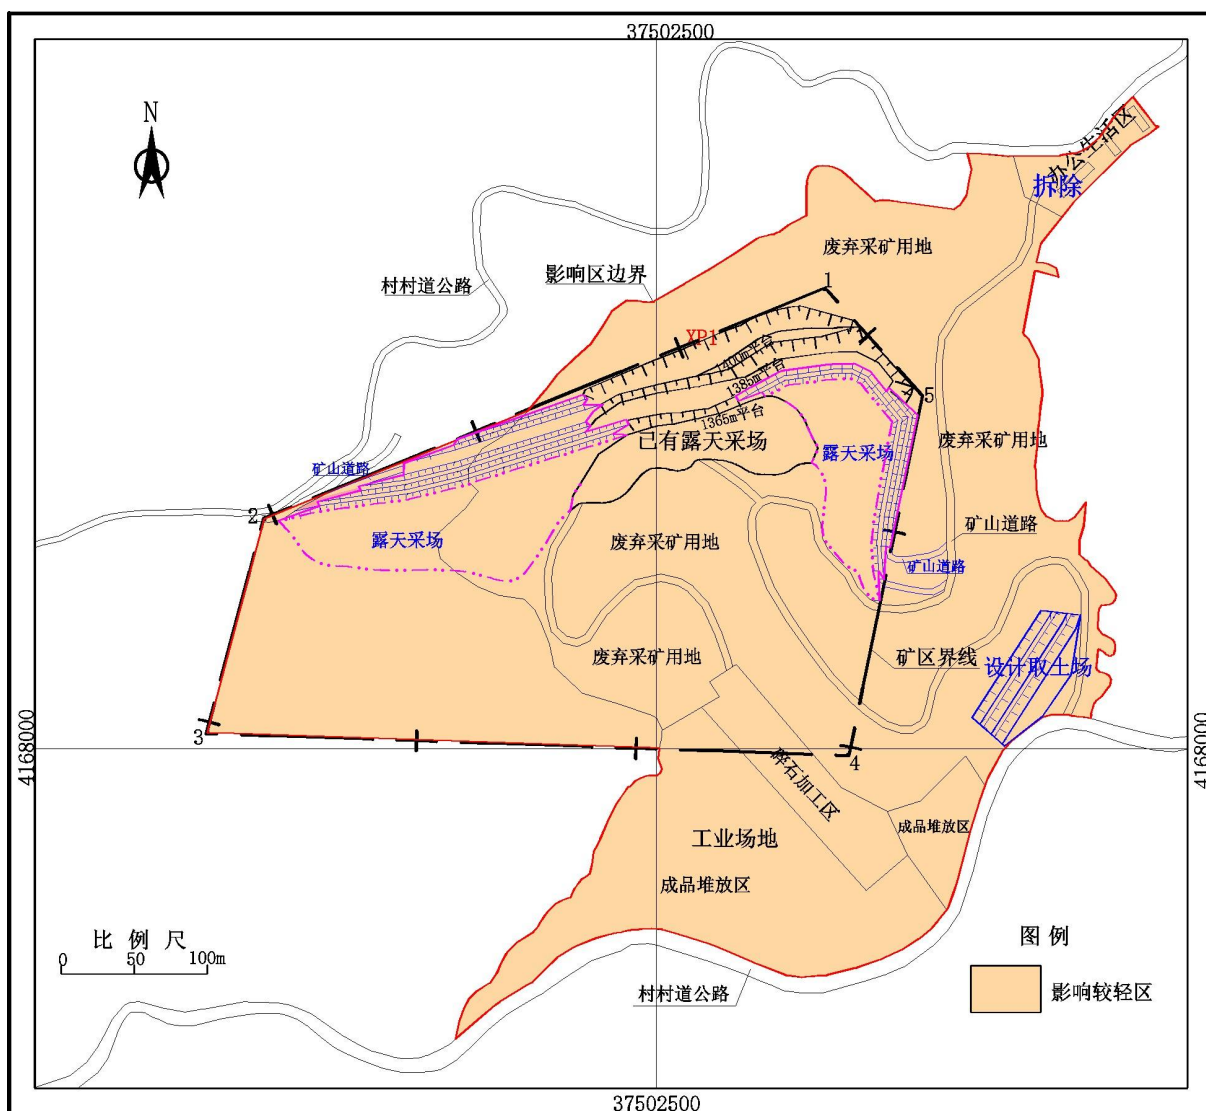 37502500
N
办公生活区
拆除
废弃采矿用地
影响区边界
村村道公路
1
XP1
400m平台
1385m平台
5
1365m平台
已有露天采场
废弃采矿用地
露天采场
矿山道路
2
露天采场
废弃采矿用地
矿山道路
矿山道路
废弃采矿用地
矿区界线
设计取土场
3
4168000
4168000
4
碎石加工区
工业场地
成品堆放区
成品堆放区
比例尺
0 50 100m
图例
影响较轻区
村村道公路
37502500